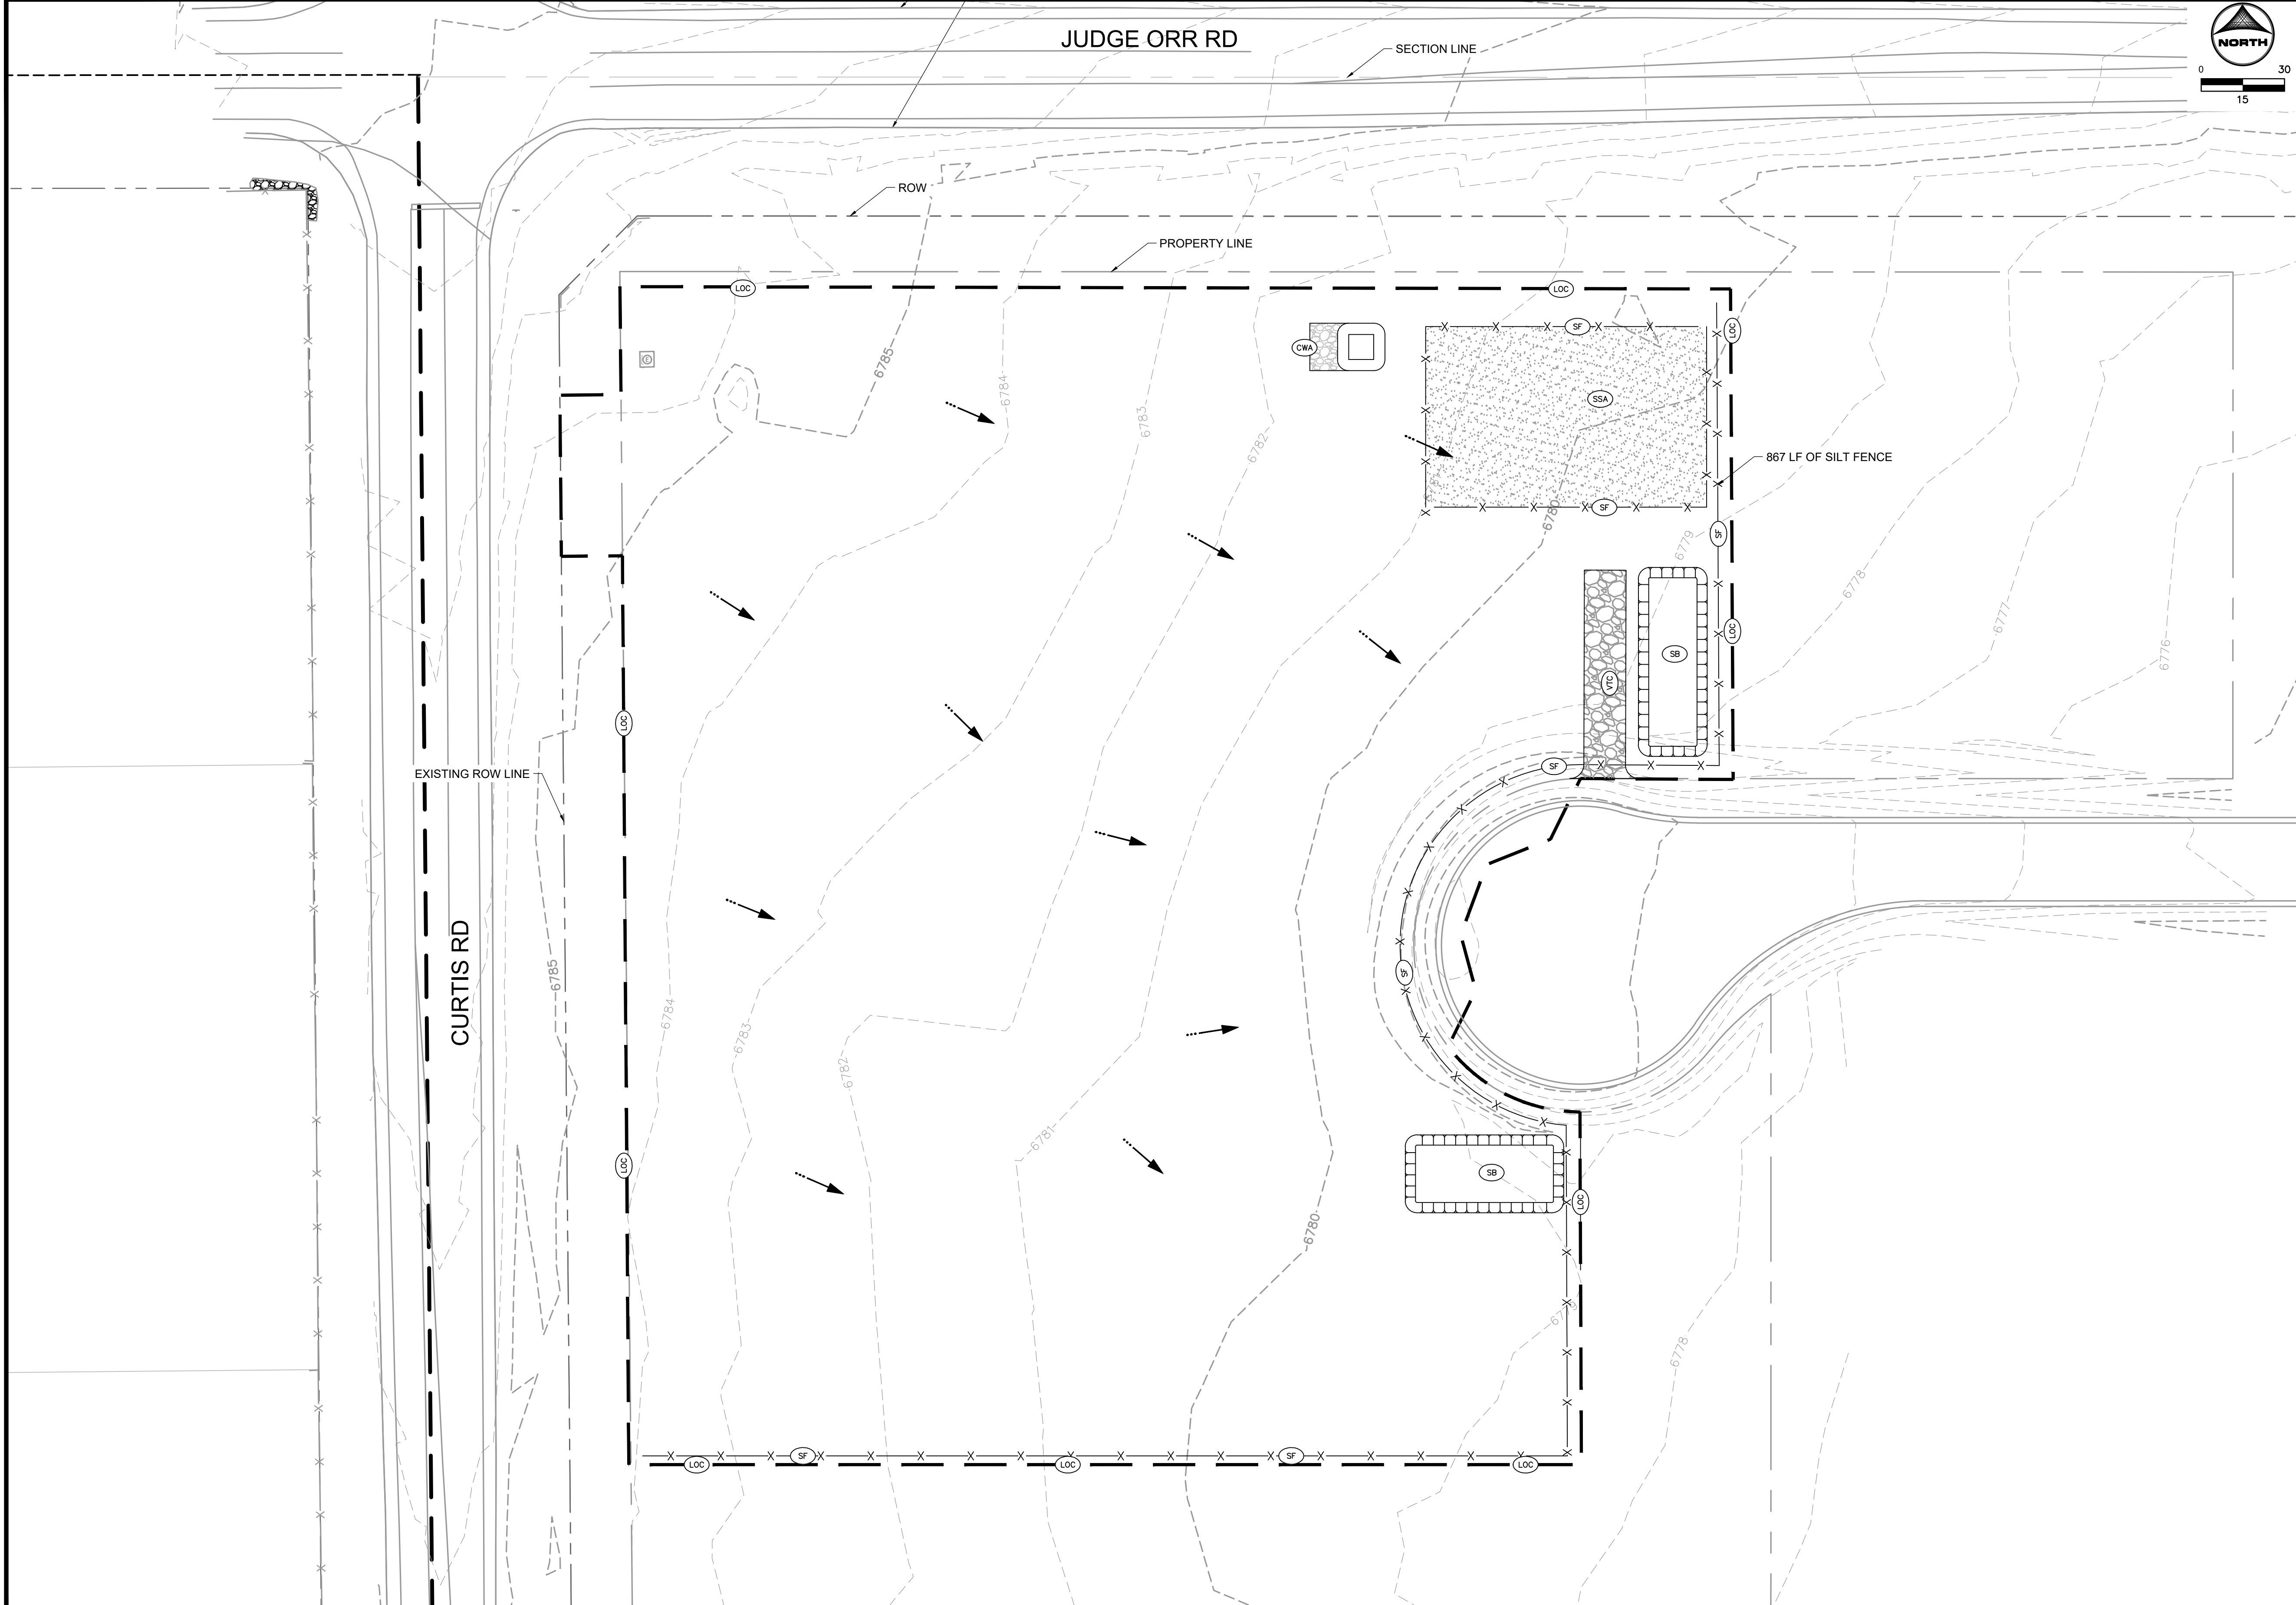 JUDGE ORR RD
SECTION LINE
NORTH
0 30
15
ROW
PROPERTY LINE
LOC
LOC
SF
LOC
CWA
E
6785
6784
6783
6782
SSA
867 LF OF SILT FENCE
SF
6780
SF
6779
6778
6777
6776
LOC
SB
VTC
LOC
EXISTING ROW LINE
SF
CURTIS RD
6785
SF
6784
6783
6782
6781
LOC
SB
LOC
6780
6778
SF
SF
LOC
LOC
LOC